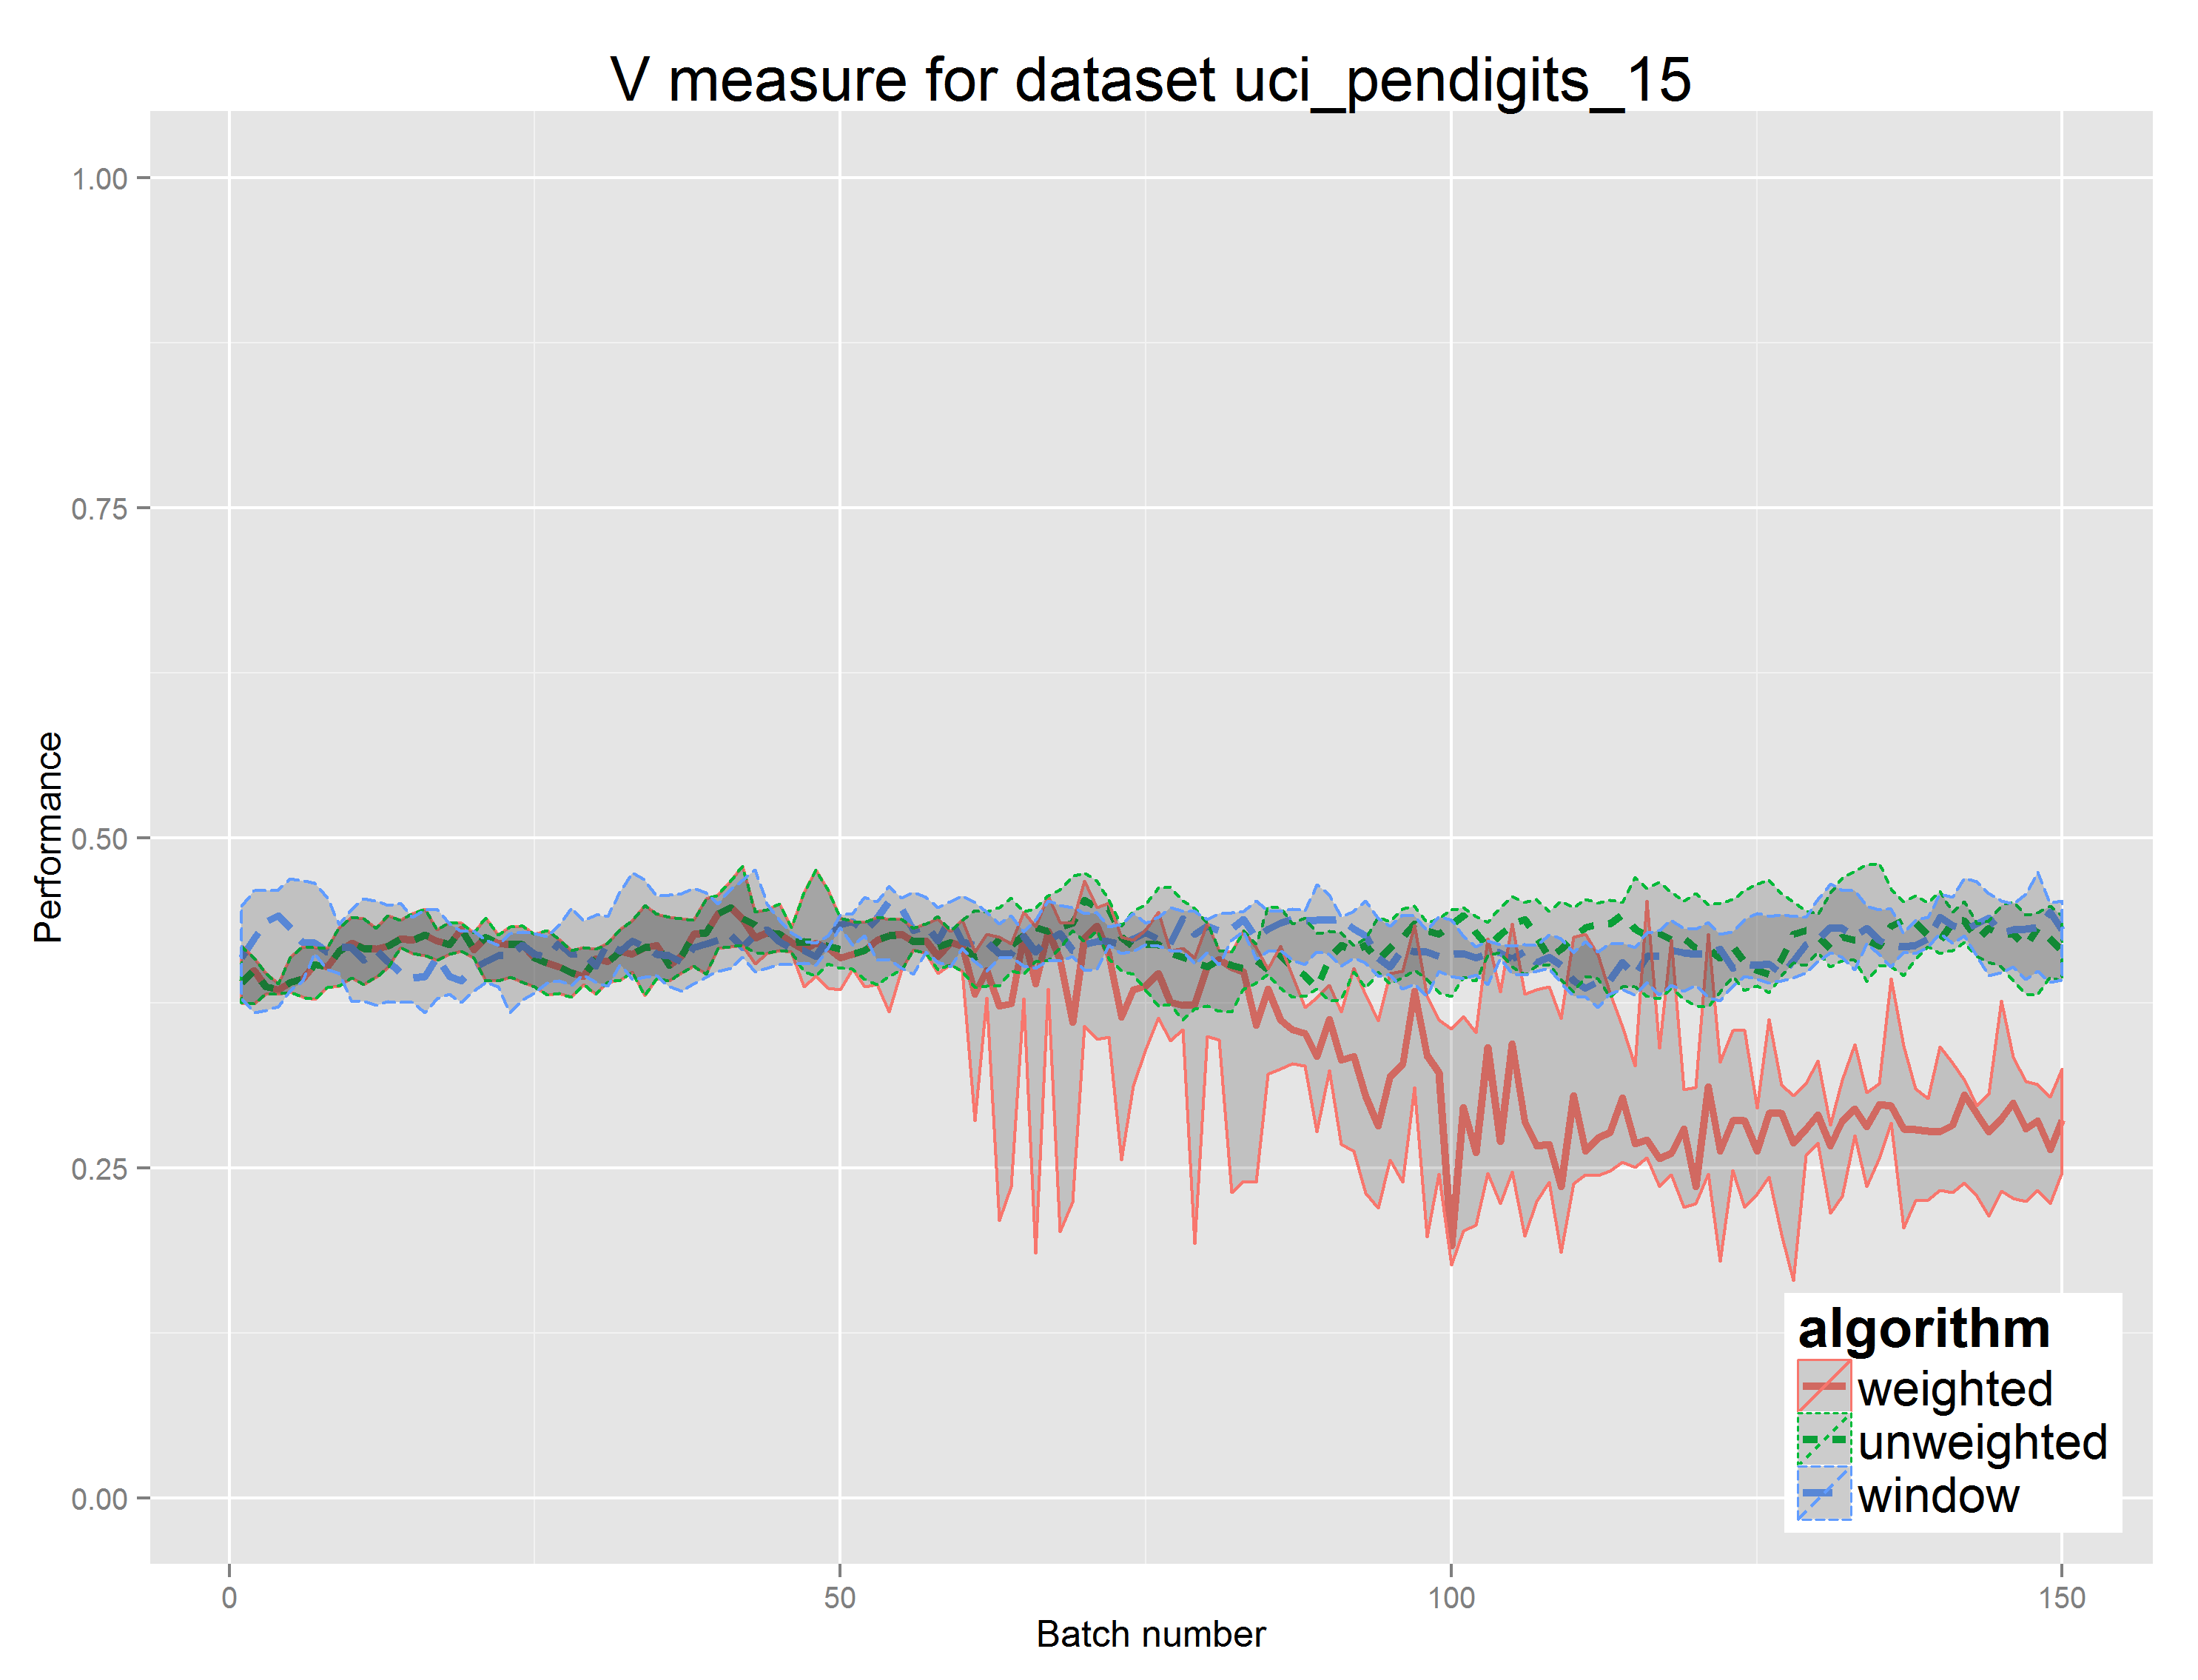 V measure for dataset uci_pendigits_15
1.00
0.75
0.50
0.25
0.00
Performance
0
50
100
150
Batch number
algorithm
weighted
unweighted
window